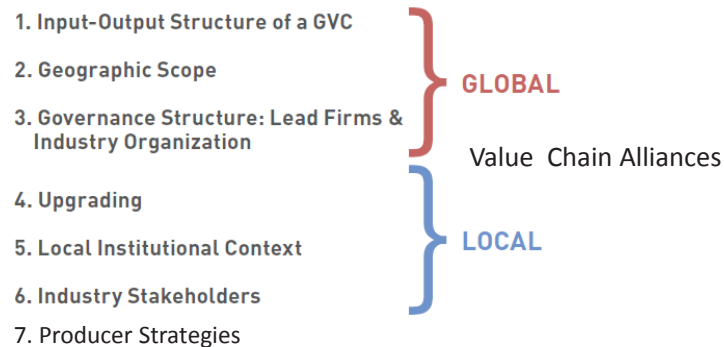 1. Input-Output Structure of a GVC
2. Geographic Scope
GLOBAL
3. Governance Structure: Lead Firms &
Industry Organization
Value Chain Alliances
4. Upgrading
5. Local Institutional Context
LOCAL
6. Industry Stakeholders
7. Producer Strategies